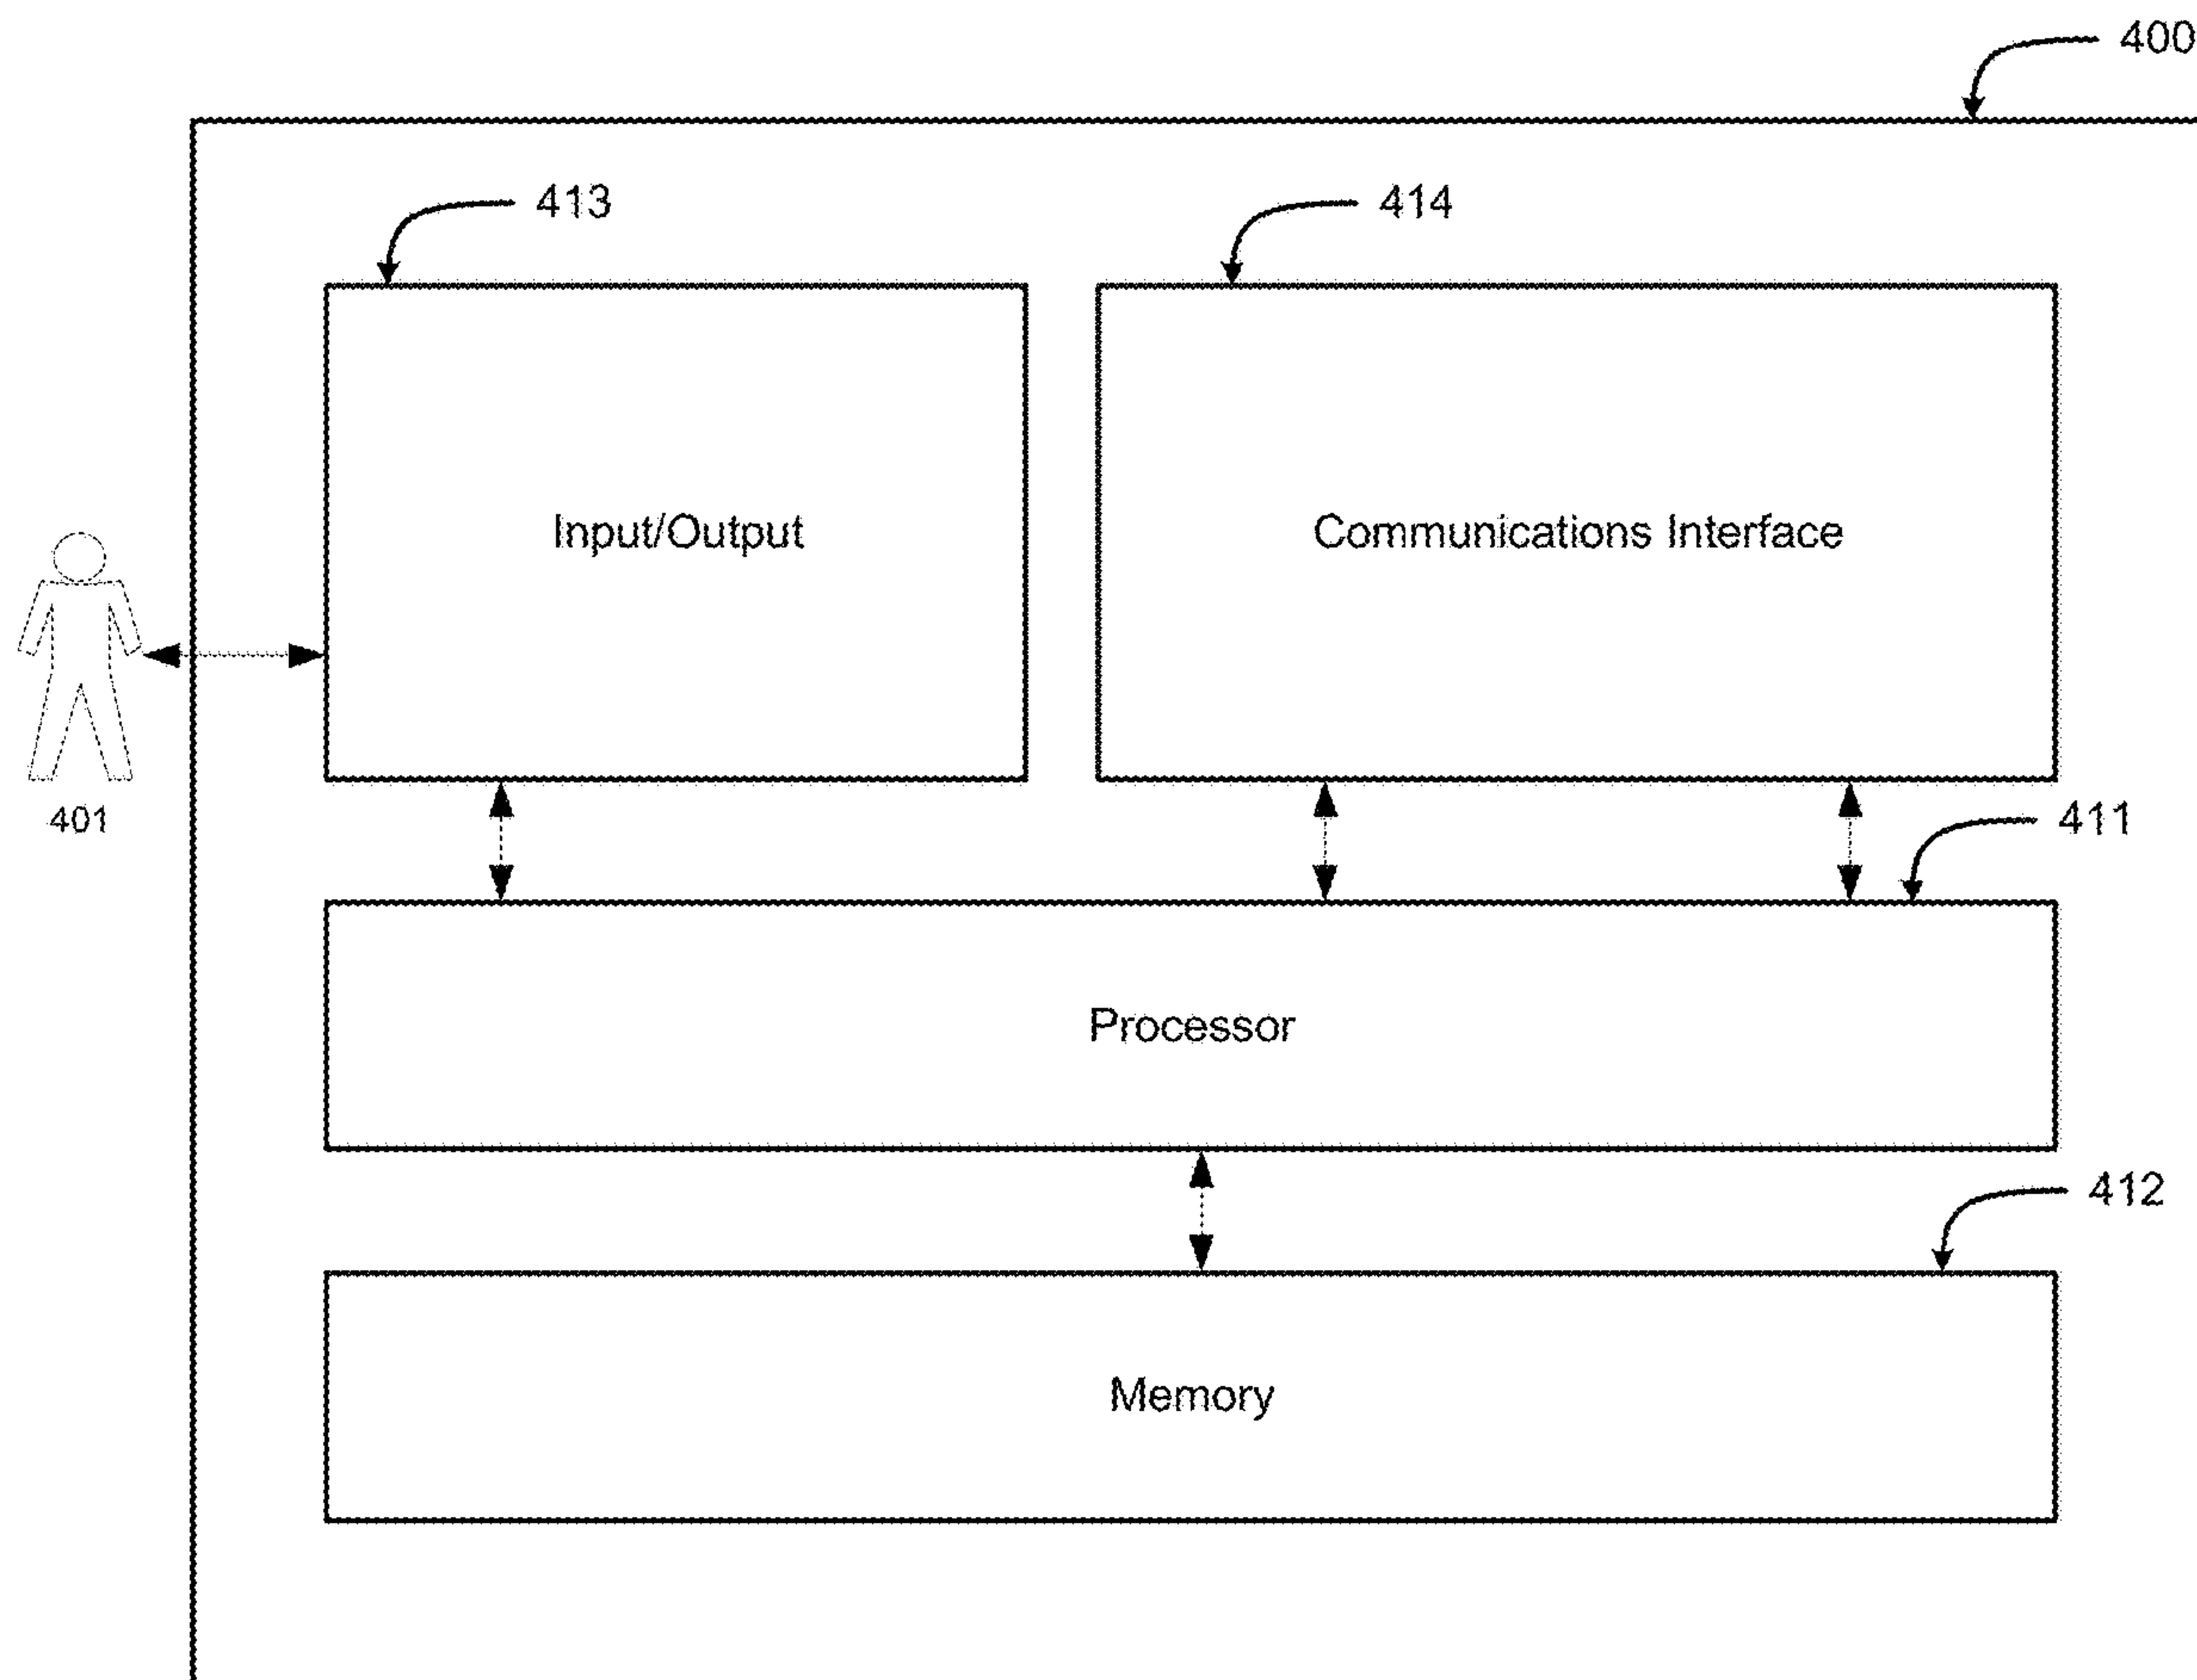 400
413
414
Input/Output
Communications Interface
401
411
Processor
412
Memory